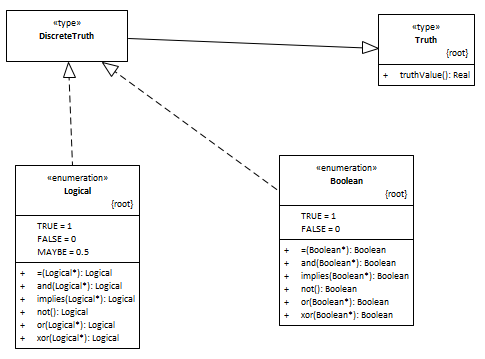 «type»
DiscreteTruth
«type»
Truth
{root}
+ truthValue(): Real
«enumeration»
Logical
{root}
TRUE = 1
FALSE = 0
MAYBE = 0.5
+ =(Logical*): Logical
+ and(Logical*): Logical
+ implies(Logical*): Logical
+ not(): Logical
+ or(Logical*): Logical
+ xor(Logical*): Logical
«enumeration»
Boolean
{root}
TRUE = 1
FALSE = 0
+ =(Boolean*): Boolean
+ and(Boolean*): Boolean
+ implies(Boolean*): Boolean
+ not(): Boolean
+ or(Boolean*): Boolean
+ xor(Boolean*): Boolean